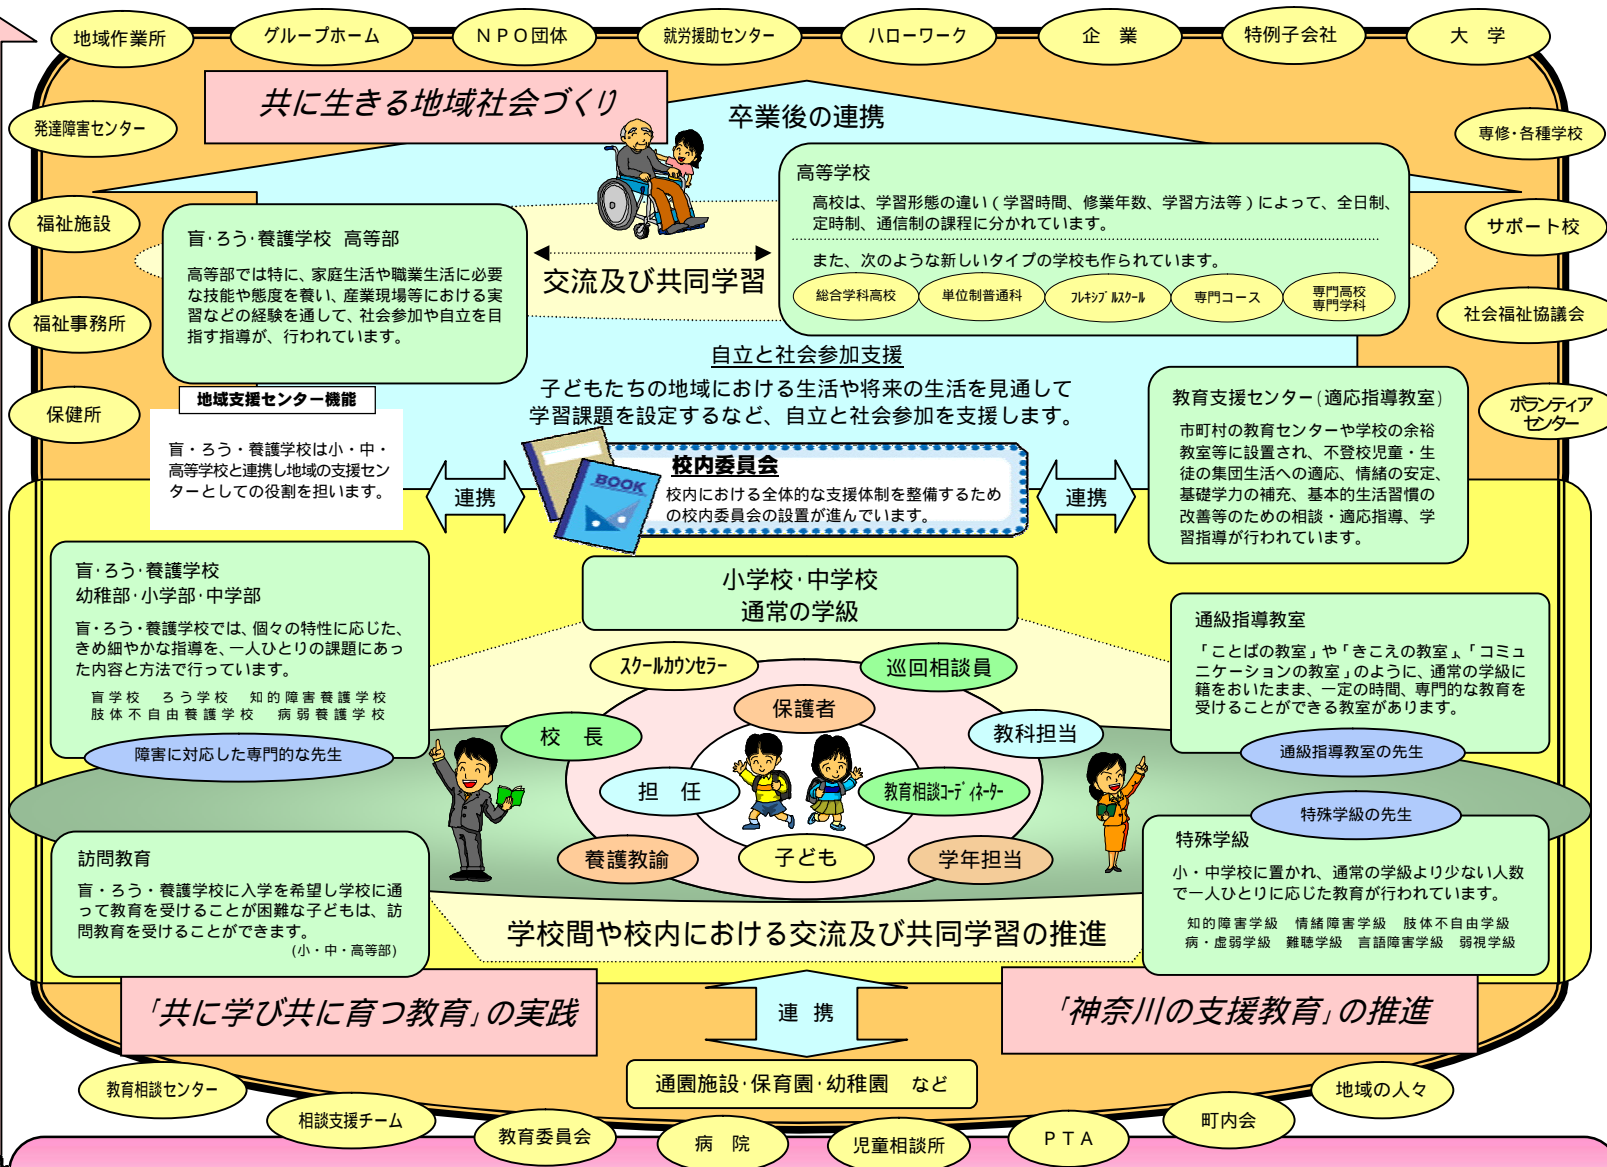 地域作業所
グループホーム
ＮＰＯ団体
就労援助センター
ハローワーク
企　業
特例子会社
大　学
共に生きる地域社会づくり
卒業後の連携
発達障害センター
専修・各種学校
福祉施設
サポート校
福祉事務所
社会福祉協議会
保健所
ボランティア
センター
盲・ろう・養護学校　高等部
高等部では特に、家庭生活や職業生活に必要
な技能や態度を養い、産業現場等における実
習などの経験を通して、社会参加や自立を目
指す指導が、行われています。
交流及び共同学習
高等学校
高校は、学習形態の違い（学習時間、修業年数、学習方法等）によって、全日制、
定時制、通信制の課程に分かれています。
また、次のような新しいタイプの学校も作られています。
総合学科高校
単位制普通科
ﾌﾚｷｼﾌﾞﾙｽｸｰﾙ
専門コース
専門高校
専門学科
自立と社会参加支援
子どもたちの地域における生活や将来の生活を見通して
学習課題を設定するなど、自立と社会参加を支援します。
地域支援センター機能
盲・ろう・養護学校は小・中・
高等学校と連携し地域の支援セン
ターとしての役割を担います。
連携
BOOK
校内委員会
校内における全体的な支援体制を整備するため
の校内委員会の設置が進んでいます。
連携
教育支援センター（適応指導教室）
市町村の教育センターや学校の余裕
教室等に設置され、不登校児童・生
徒の集団生活への適応、情緒の安定、
基礎学力の補充、基本的生活習慣の
改善等のための相談・適応指導、学
習指導が行われています。
盲・ろう・養護学校
幼稚部・小学部・中学部
盲・ろう・養護学校では、個々の特性に応じた、
きめ細やかな指導を、一人ひとりの課題にあっ
た内容と方法で行っています。
盲学校　ろう学校　知的障害養護学校
肢体不自由養護学校　病弱養護学校
障害に対応した専門的な先生
小学校・中学校
通常の学級
通級指導教室
「ことばの教室」や「きこえの教室」、「コミュ
ニケーションの教室」のように、通常の学級に
籍をおいたまま、一定の時間、専門的な教育を
受けることができる教室があります。
通級指導教室の先生
ｽｸｰﾙｶｳﾝｾﾗｰ
巡回相談員
保護者
校　長
教科担当
担　任
教育相談ｺｰﾃﾞｨﾈｰﾀｰ
養護教諭
子ども
学年担当
訪問教育
盲・ろう・養護学校に入学を希望し学校に通
って教育を受けることが困難な子どもは、訪
問教育を受けることができます。
（小・中・高等部）
特殊学級の先生
特殊学級
小・中学校に置かれ、通常の学級より少ない人数
で一人ひとりに応じた教育が行われています。
知的障害学級　情緒障害学級　肢体不自由学級
病・虚弱学級　難聴学級　言語障害学級　弱視学級
学校間や校内における交流及び共同学習の推進
「共に学び共に育つ教育」の実践
連　携
「神奈川の支援教育」の推進
通園施設・保育園・幼稚園　など
教育相談センター
相談支援チーム
教育委員会
病　院
児童相談所
ＰＴＡ
町内会
地域の人々